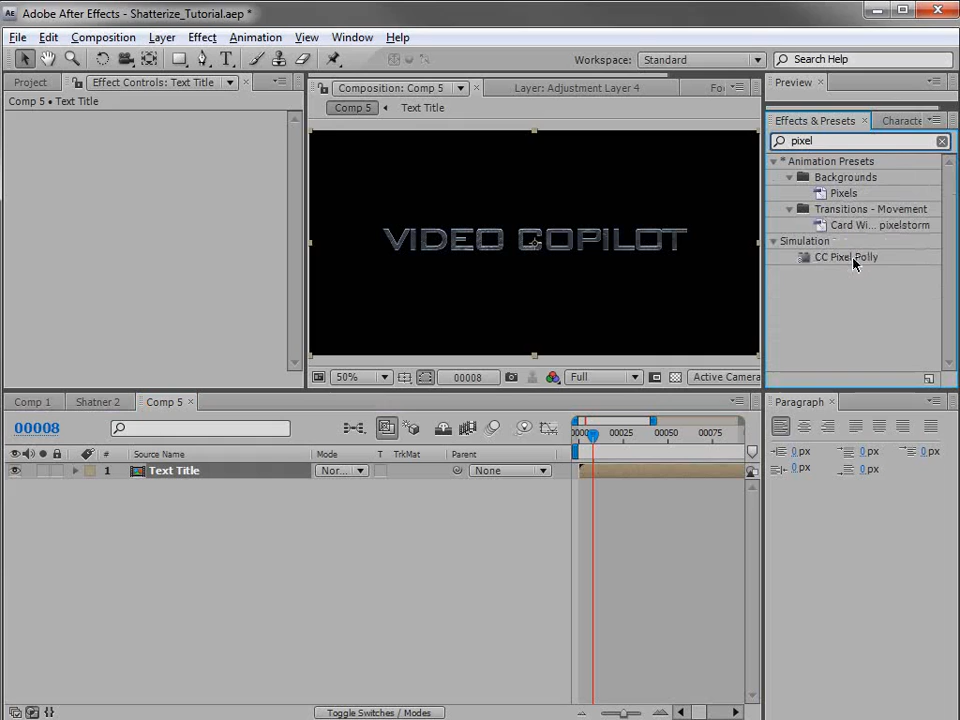 AE Adobe After Effects - Shatterize_Tutorial.aep *
File Edit Composition Layer Effect Animation View Window Help
Workspace: Standard Search Help
Project Effect Controls: Text Title
Comp 5 • Text Title
Composition: Comp 5 Layer: Adjustment Layer 4 Fo
Comp 5 Text Title
VIDEO COPILOT
50% 00008 Full Active Camera
Preview
Effects & Presets Characte
pixel
* Animation Presets
Backgrounds
Pixels
Transitions - Movement
Card Wi... pixelstorm
Simulation
CC Pixel Polly
Comp 1 Shatner 2 Comp 5
00008
# Source Name Mode T TrkMat Parent
1 Text Title Nor... None
00025 00050 00075
Toggle Switches / Modes
Paragraph
0 px 0 px 0 px
0 px 0 px